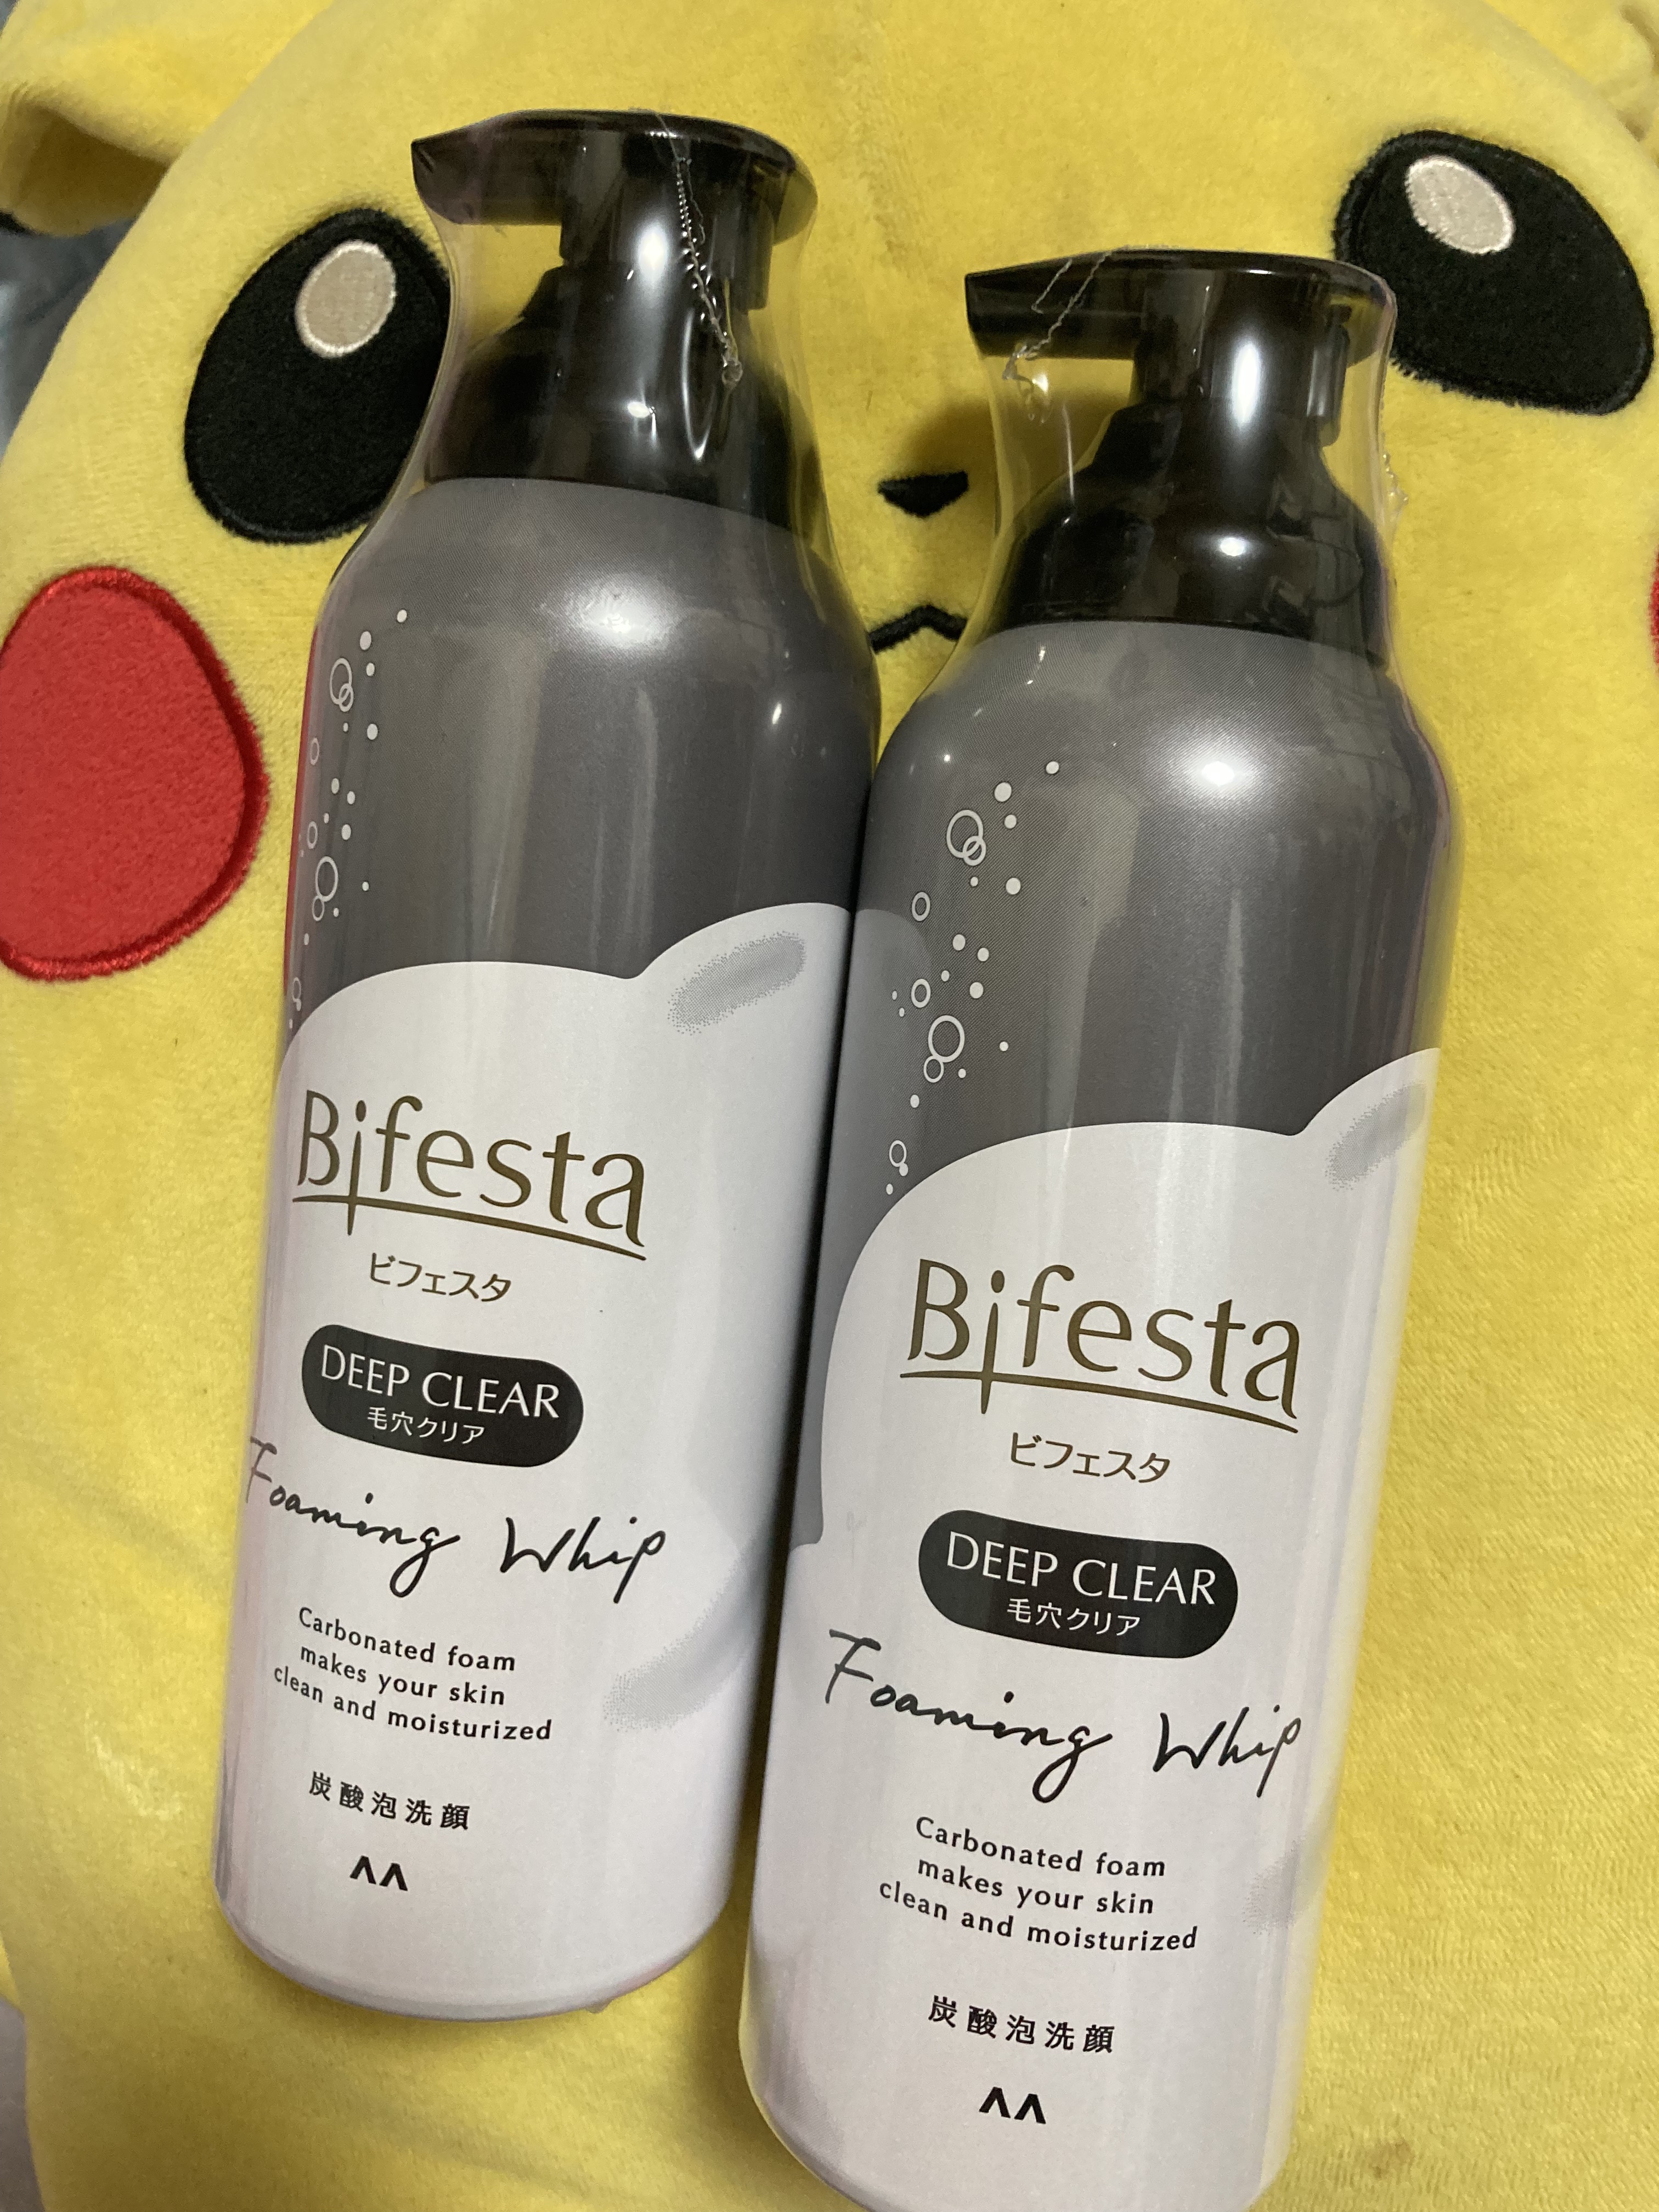 Bifesta
ビフェスタ
DEEP CLEAR
毛穴クリア
Foaming Whip
Carbonated foam
makes your skin
clean and moisturized
炭酸泡洗顔
Bifesta
ビフェスタ
DEEP CLEAR
毛穴クリア
Foaming Whip
Carbonated foam
makes your skin
clean and moisturized
炭酸泡洗顔